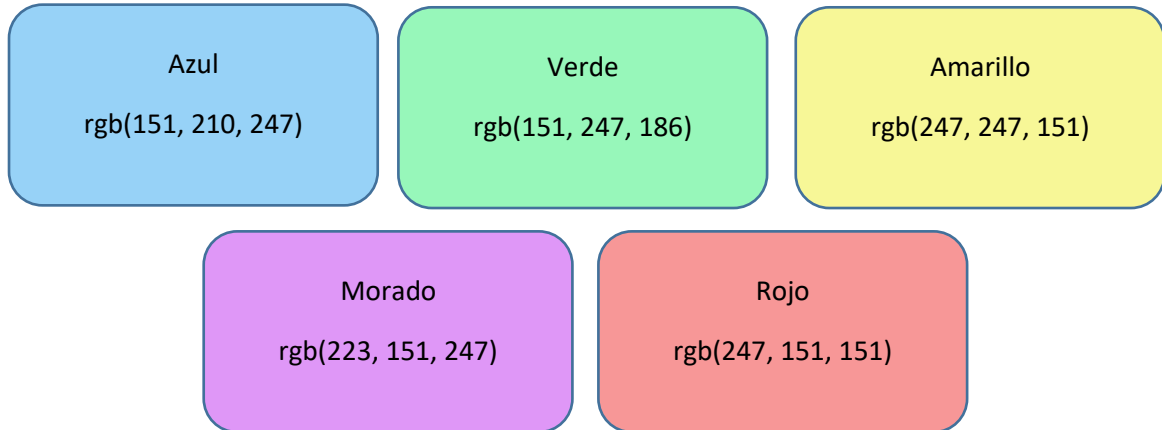 Azul
rgb(151, 210, 247)
Verde
rgb(151, 247, 186)
Amarillo
rgb(247, 247, 151)
Morado
rgb(223, 151, 247)
Rojo
rgb(247, 151, 151)